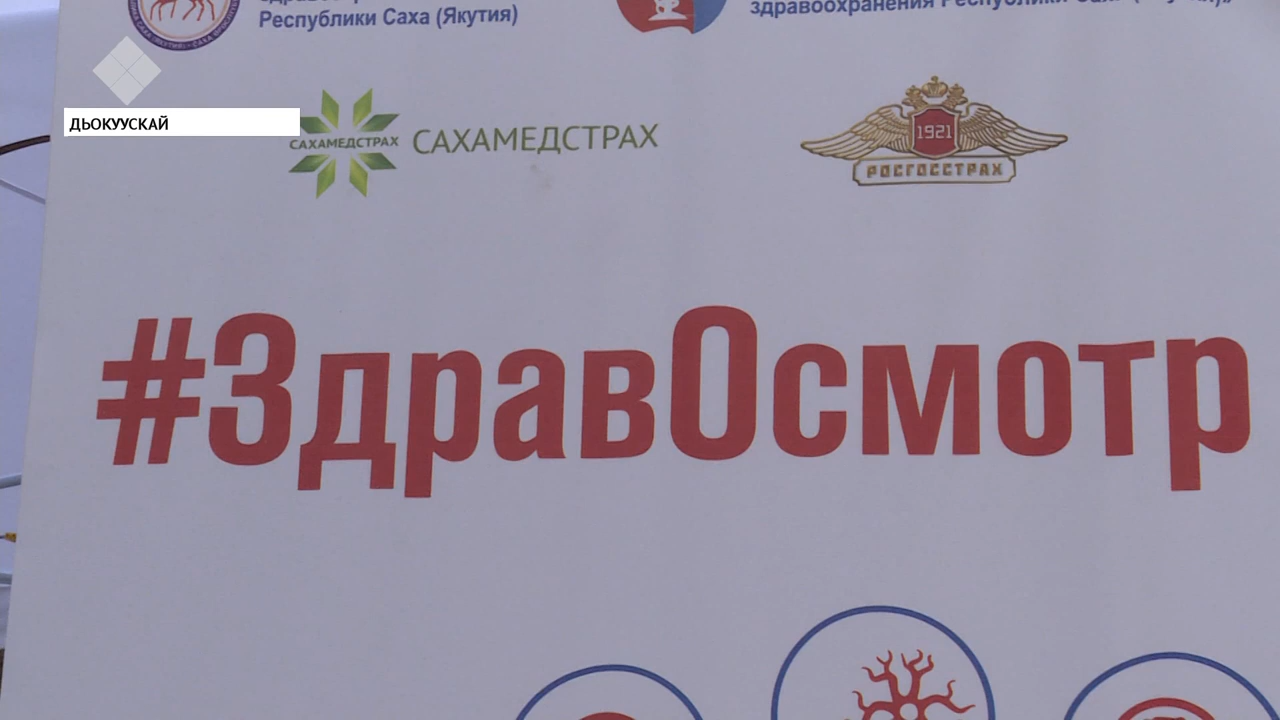 Республики Саха (Якутия)
здравоохранения Республики Саха (Якутия)»
ДЬОКУУСКАЙ
САХАМЕДСТРАХ
САХАМЕДСТРАХ
1921
РОСГОССТРАХ
#ЗдравОсмотр